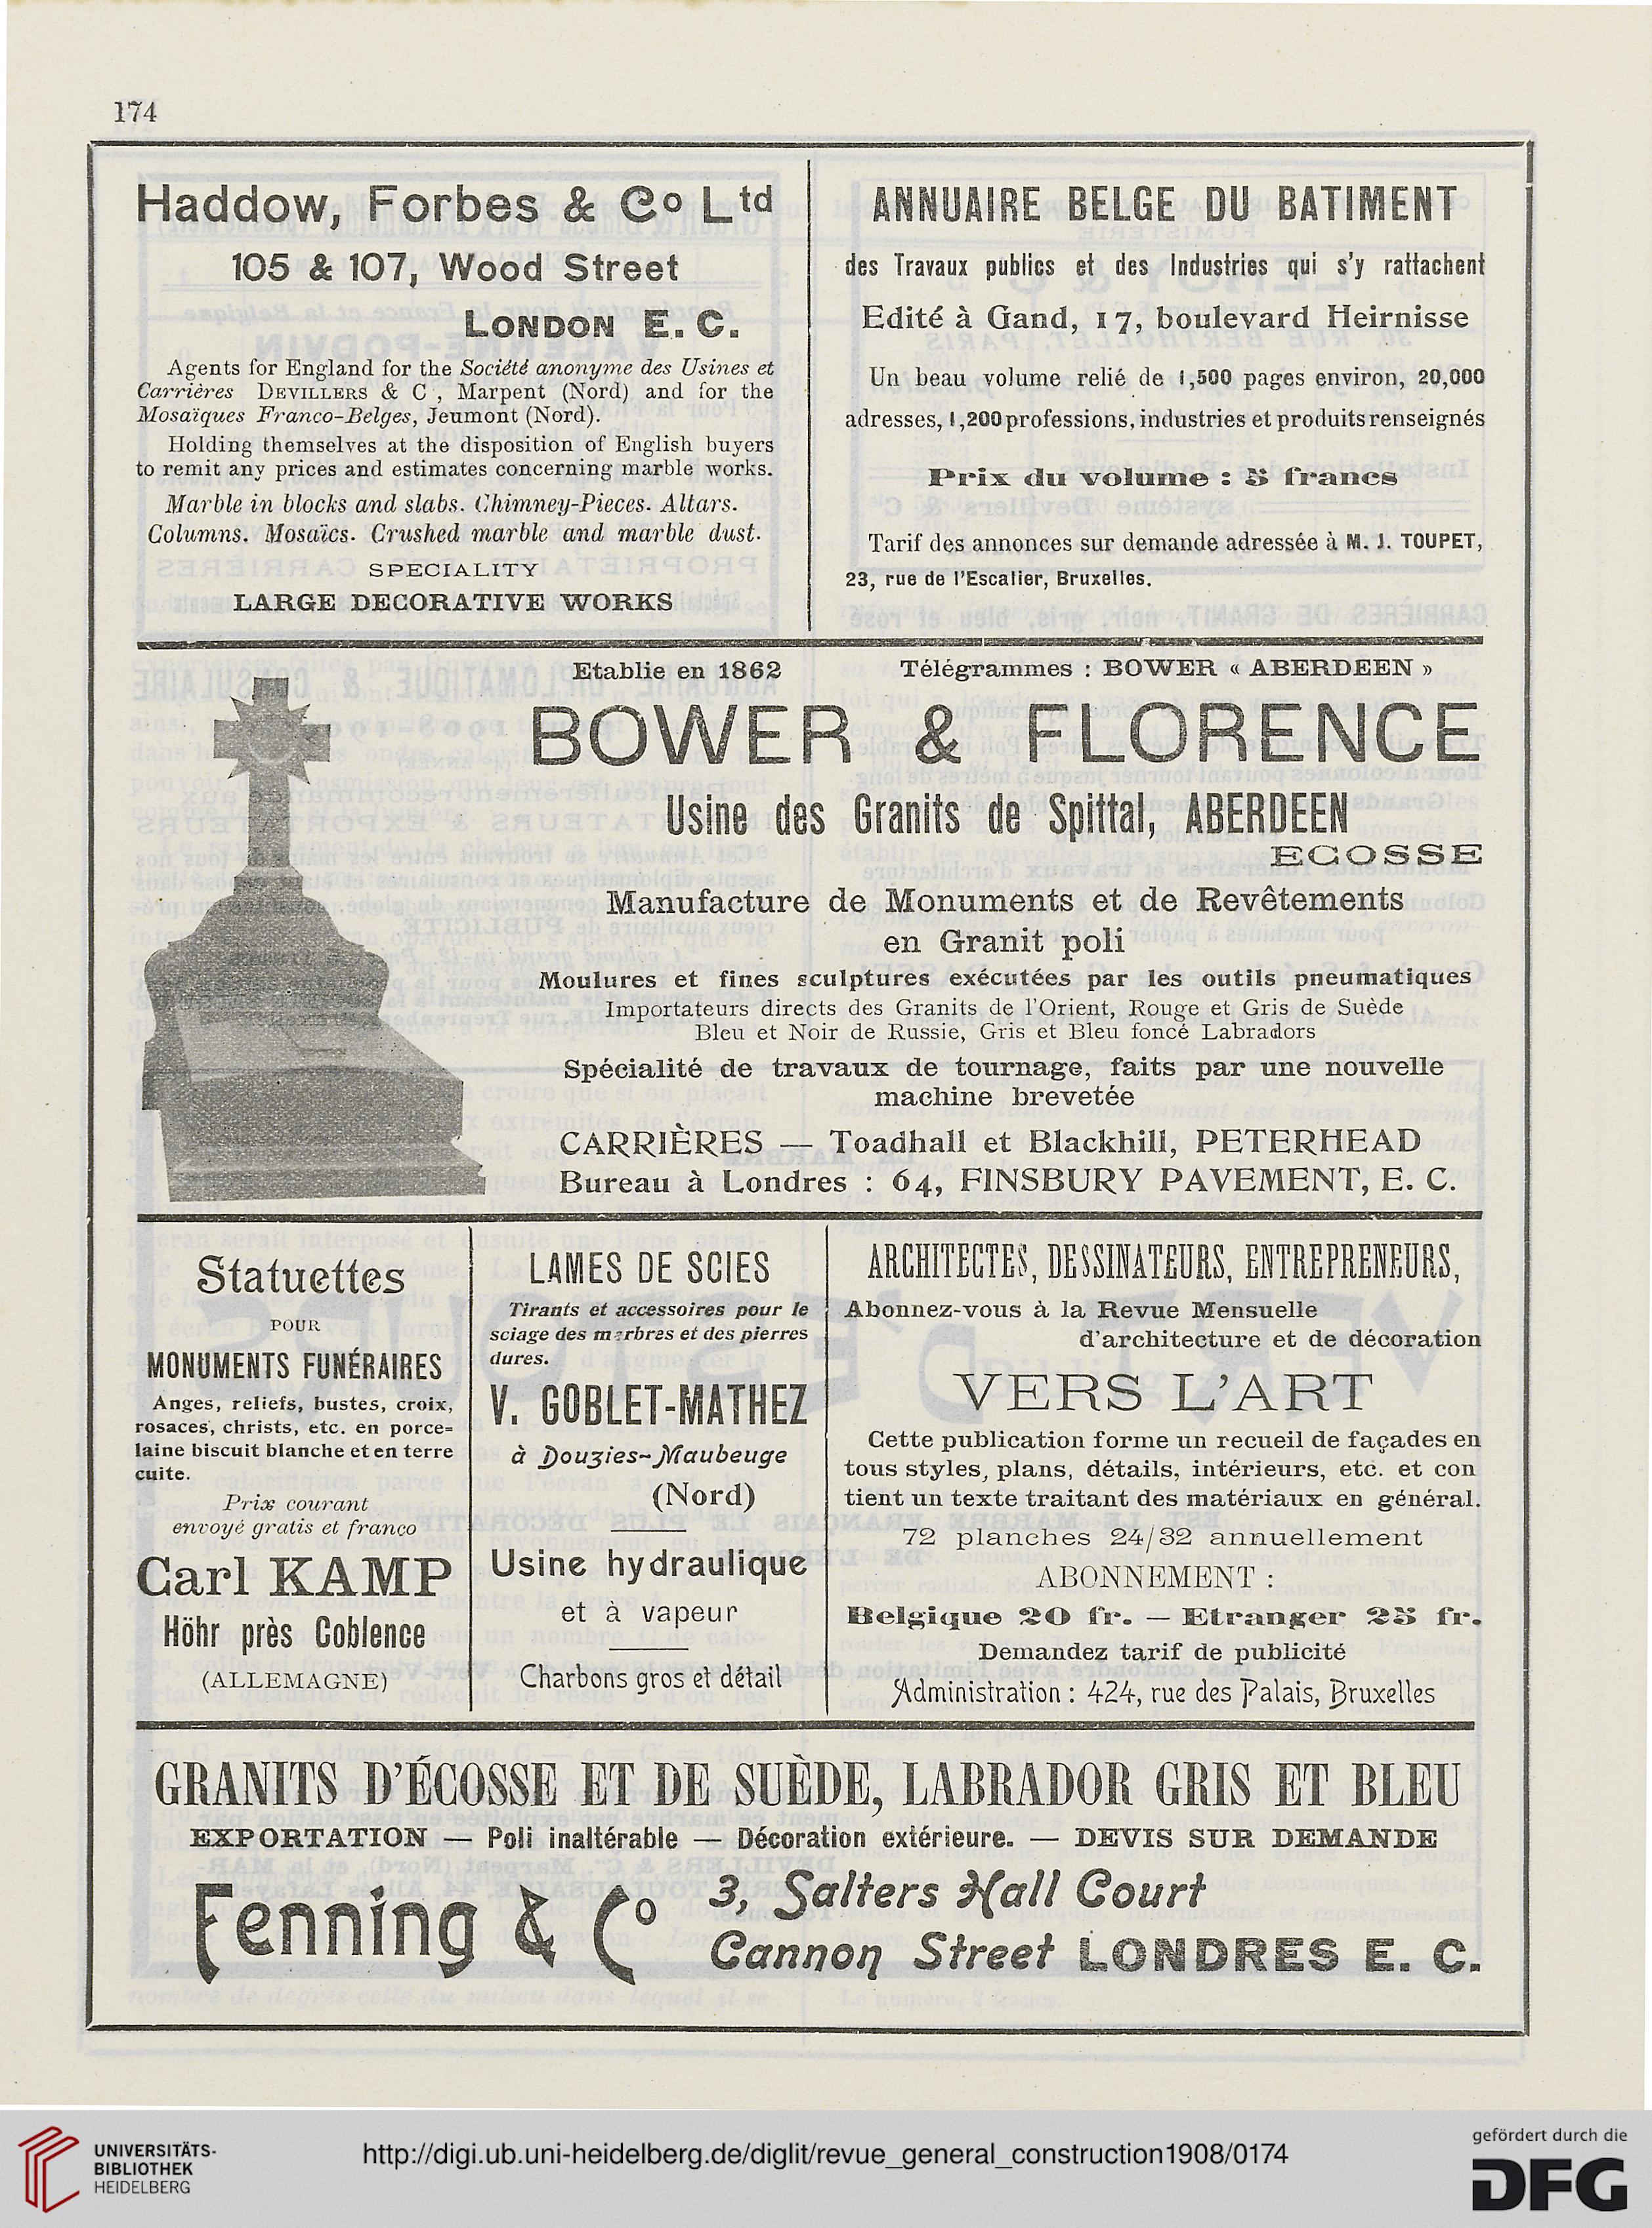 174
Haddow, Forbes & Co Ltd
105 & 107, Wood Street
LONDON E. C.
Agents for England for the Société anonyme des Usines et
Carrières DEVILLERS & C , Marpent (Nord) and for the
Mosaïques Franco-Belges, Jeumont (Nord).
Holding themselves at the disposition of English buyers
to remit any prices and estimates concerning marble works.
Marble in blocks and slabs. Chimney-Pieces. Altars.
Columns. Mosaïcs. Crushed marble and marble dust.
SPECIALITY
LARGE DECORATIVE WORKS
ANNUAIRE BELGE DU BATIMENT
des Travaux publics et des Industries qui s'y rattachent
Edité à Gand, 17, boulevard Heirnisse
Un beau volume relié de 1,500 pages environ, 20,000
adresses, 1,200 professions, industries et produits renseignés
Prix du volume : 5 francs
Tarif des annonces sur demande adressée à M. J. TOUPET,
23, rue de l'Escalier, Bruxelles.
Etablie en 1862 Télégrammes : BOWER « ABERDEEN »
BOWER & FLORENCE
Usine des Granits de Spittal, ABERDEEN
ECOSSE
Manufacture de Monuments et de Revêtements
en Granit poli
Moulures et fines sculptures exécutées par les outils pneumatiques
Importateurs directs des Granits de l'Orient, Rouge et Gris de Suède
Bleu et Noir de Russie, Gris et Bleu foncé Labradors
Spécialité de travaux de tournage, faits par une nouvelle
machine brevetée
CARRIÈRES — Toadhall et Blackhill, PETERHEAD
Bureau à Londres : 64, FINSBURY PAVEMENT, E. C.
Statuettes
POUR
MONUMENTS FUNÉRAIRES
Anges, reliefs, bustes, croix,
rosaces, christs, etc. en porce=
laine biscuit blanche et en terre
cuite.
Prix courant
envoyé gratis et franco
Carl KAMP
Höhr près Coblence
(ALLEMAGNE)
LAMES DE SCIES
Tirants et accessoires pour le
sciage des marbres et des pierres
dures.
V. GOBLET-MATHEZ
à Douzies-Maubeuge
(Nord)
Usine hydraulique
et à vapeur
Charbons gros et détail
ARCHITECTES, DESSINATEURS, ENTREPRENEURS,
Abonnez-vous à la Revue Mensuelle
d'architecture et de décoration
VERS L'ART
Cette publication forme un recueil de façades en
tous styles, plans, détails, intérieurs, etc. et con
tient un texte traitant des matériaux en général.
72 planches 24/32 annuellement
ABONNEMENT :
Belgique 20 fr. — Etranger 25 fr.
Demandez tarif de publicité
Administration : 424, rue des Palais, Bruxelles
GRANITS D'ÉCOSSE ET DE SUÈDE, LABRADOR GRIS ET BLEU
EXPORTATION — Poli inaltérable — Décoration extérieure. — DEVIS SUR DEMANDE
Fenning & Co
3, Salters Hall Court
Cannon Street LONDRES E. C.
UNIVERSITÄTS-
BIBLIOTHEK
HEIDELBERG
http://digi.ub.uni-heidelberg.de/diglit/revue_general_construction1908/0174
gefördert durch die
DFG